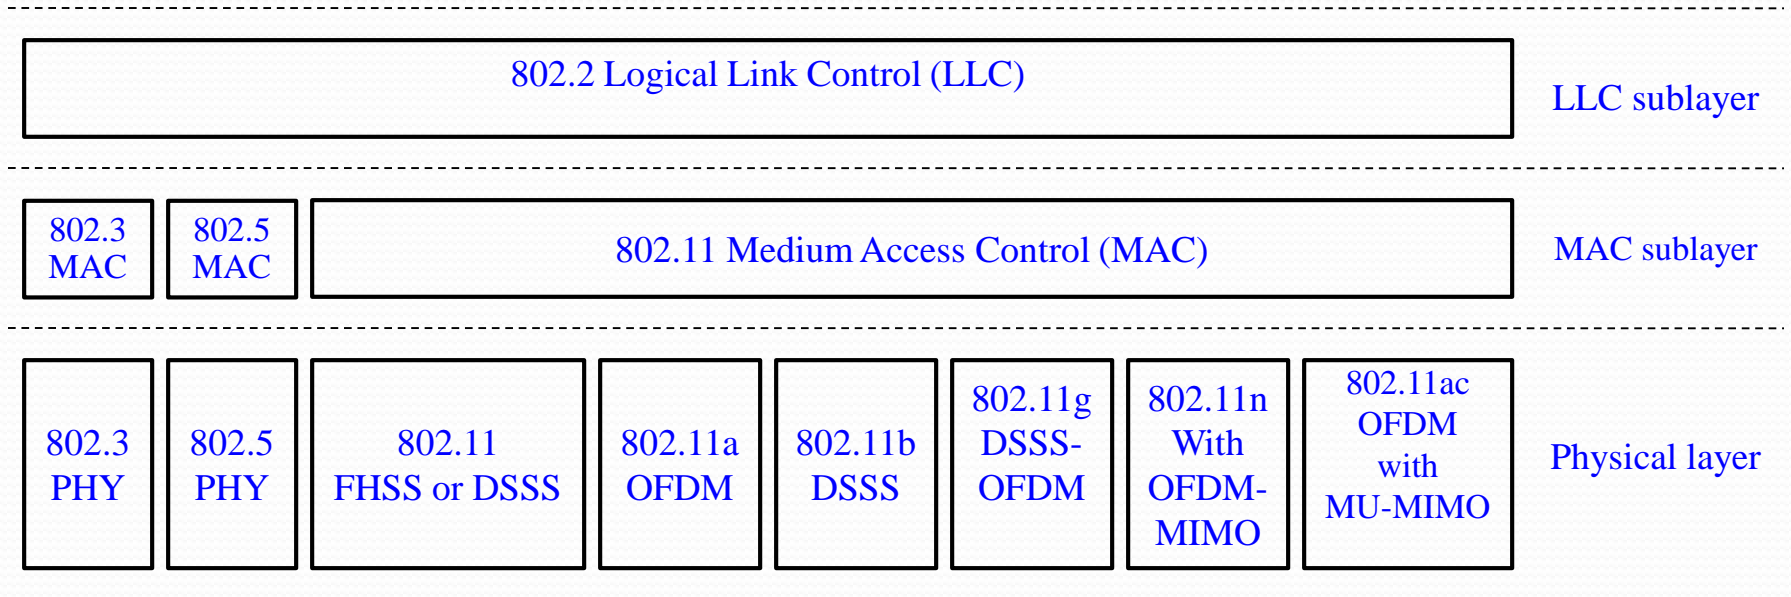 802.2 Logical Link Control (LLC)
LLC sublayer
802.3
MAC
802.5
MAC
802.11 Medium Access Control (MAC)
MAC sublayer
802.3
PHY
802.5
PHY
802.11
FHSS or DSSS
802.11a
OFDM
802.11b
DSSS
802.11g
DSSS-
OFDM
802.11n
With
OFDM-
MIMO
802.11ac
OFDM
with
MU-MIMO
Physical layer